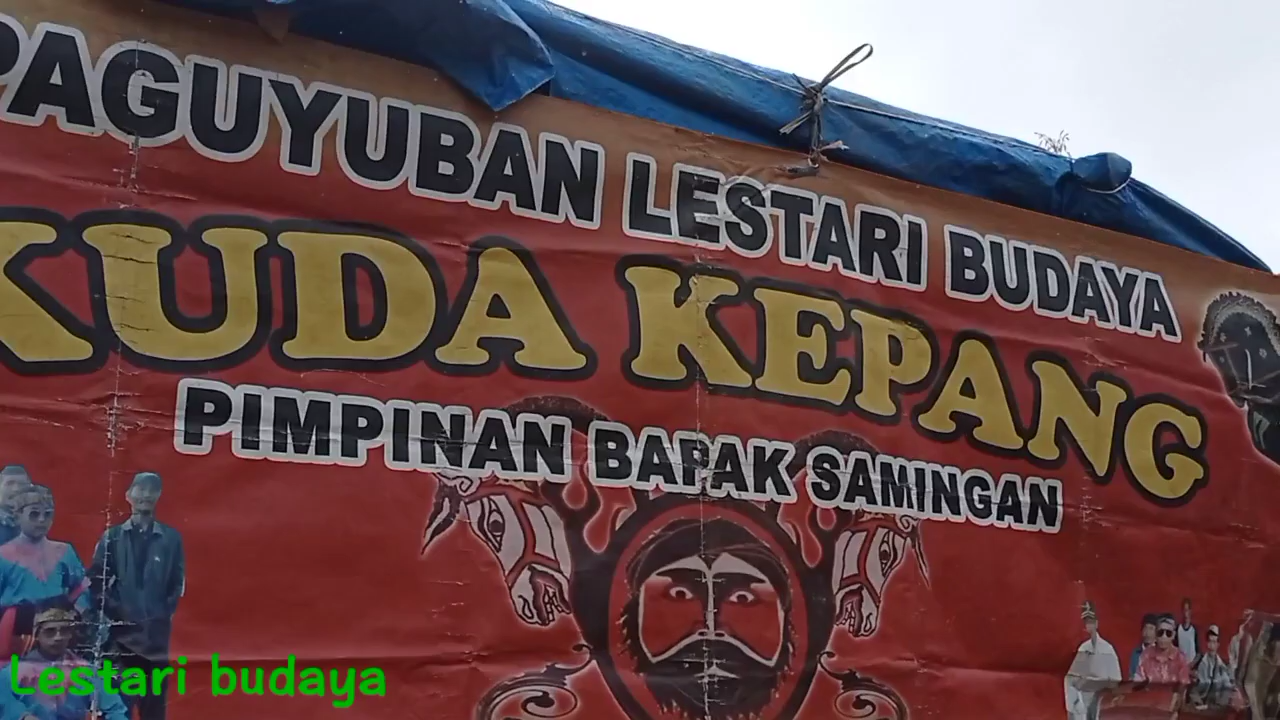 PAGUYUBAN LESTARI BUDAYA
KUDA KEPANG
PIMPINAN BAPAK SAMINGAN
Lestari budaya